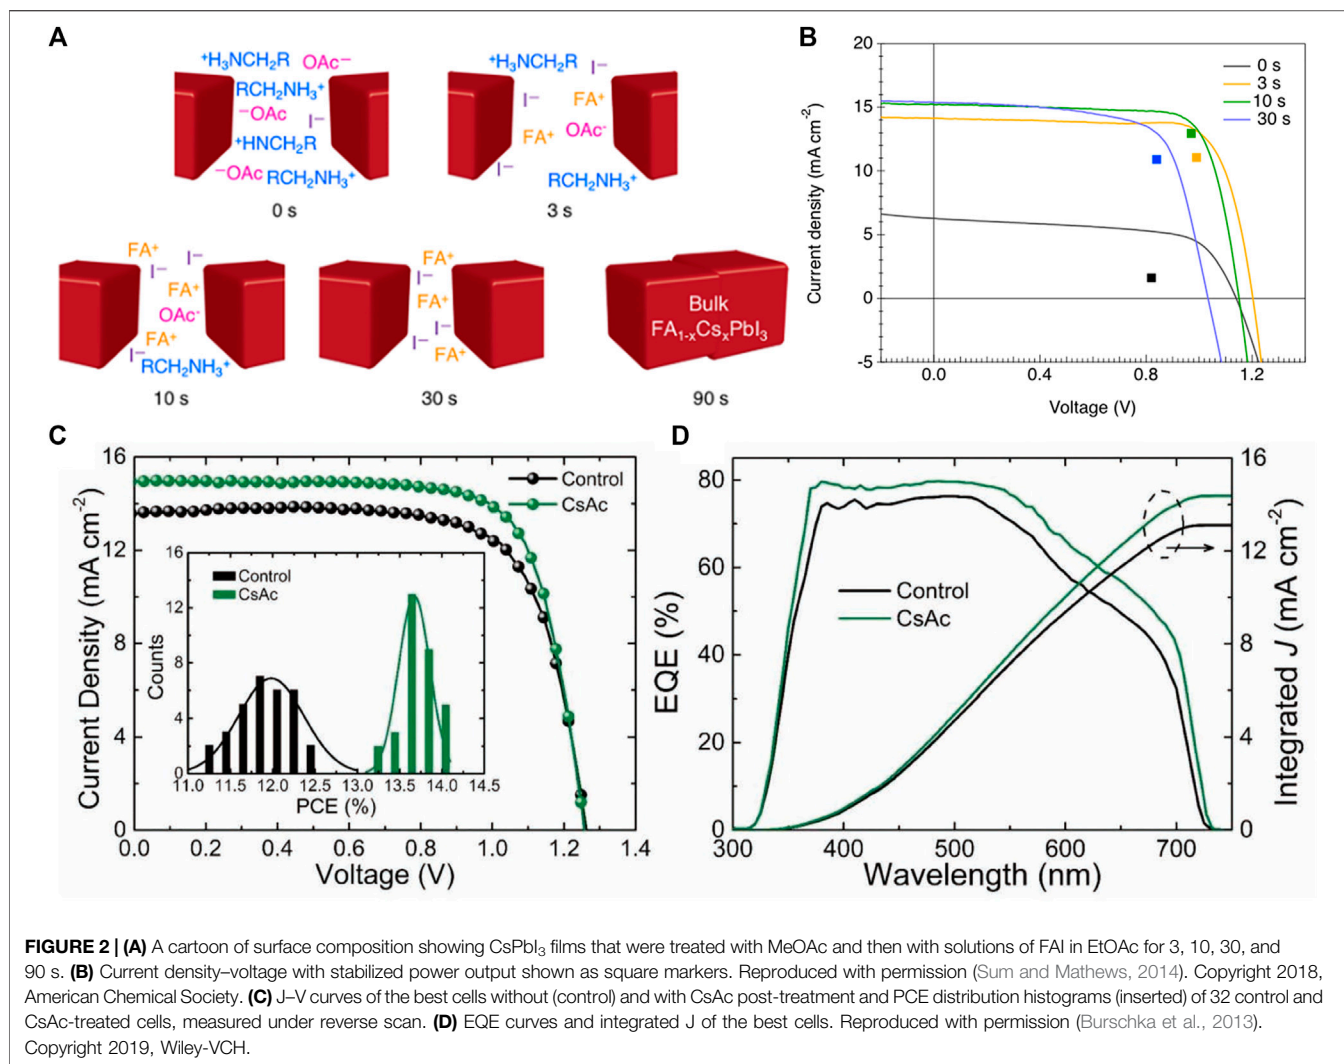 A
⁺H₃NCH₂R OAc⁻
RCH₂NH₃⁺
⁻OAc
I⁻
⁺HNCH₂R
⁻OAc RCH₂NH₃⁺
0 s
⁺H₃NCH₂R I⁻
I⁻
FA⁺
FA⁺
OAc⁻
I⁻
RCH₂NH₃⁺
3 s
FA⁺
I⁻
I⁻
FA⁺
OAc⁻
FA⁺
I⁻
RCH₂NH₃⁺
10 s
FA⁺
I⁻
FA⁺
I⁻
I⁻
FA⁺
30 s
Bulk
FA₁₋ₓCsₓPbI₃
90 s
B
Current density (mA cm⁻²)
20
15
10
5
0
-5
0 s
3 s
10 s
30 s
0.0 0.4 0.8 1.2
Voltage (V)
C
Current Density (mA cm⁻²)
16
12
8
4
0
Control
CsAc
Counts
16
12
8
4
0
Control
CsAc
11.0 11.5 12.0 12.5 13.0 13.5 14.0 14.5
PCE (%)
0.0 0.2 0.4 0.6 0.8 1.0 1.2 1.4
Voltage (V)
D
EQE (%)
80
60
40
20
0
Control
CsAc
16
12
8
4
0
Integrated J (mA cm⁻²)
300 400 500 600 700
Wavelength (nm)
FIGURE 2 | (A) A cartoon of surface composition showing CsPbI₃ films that were treated with MeOAc and then with solutions of FAI in EtOAc for 3, 10, 30, and
90 s. (B) Current density–voltage with stabilized power output shown as square markers. Reproduced with permission (Sum and Mathews, 2014). Copyright 2018,
American Chemical Society. (C) J–V curves of the best cells without (control) and with CsAc post-treatment and PCE distribution histograms (inserted) of 32 control and
CsAc-treated cells, measured under reverse scan. (D) EQE curves and integrated J of the best cells. Reproduced with permission (Burschka et al., 2013).
Copyright 2019, Wiley-VCH.